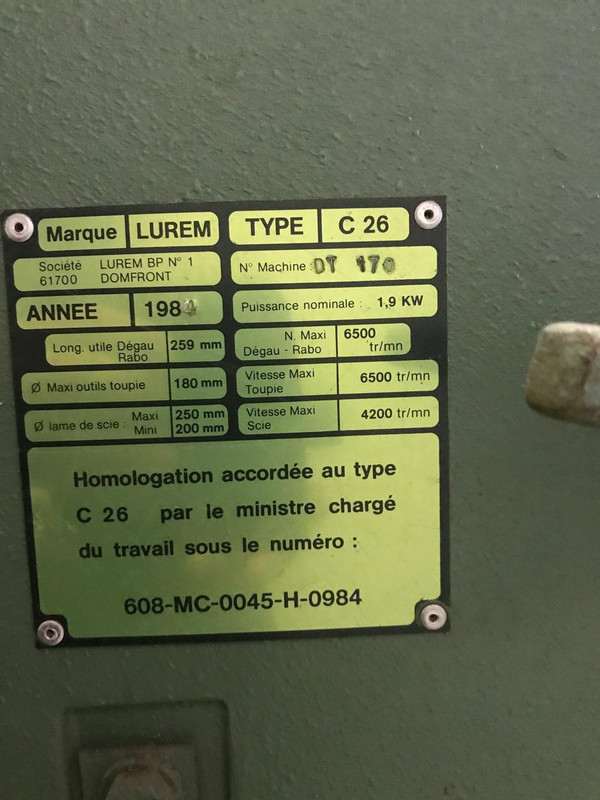 Marque LUREM TYPE C 26
Société LUREM BP N° 1
61700 DOMFRONT
N° Machine : DT 170
ANNEE 198
Puissance nominale : 1,9 KW
Long. utile Dégau
Rabo 259 mm
N. Maxi
Dégau - Rabo 6500
tr/mn
Ø Maxi outils toupie 180 mm
Vitesse Maxi
Toupie 6500 tr/mn
Ø lame de scie Maxi 250 mm
Mini 200 mm
Vitesse Maxi
Scie 4200 tr/mn
Homologation accordée au type
C 26 par le ministre chargé
du travail sous le numéro :
608-MC-0045-H-0984